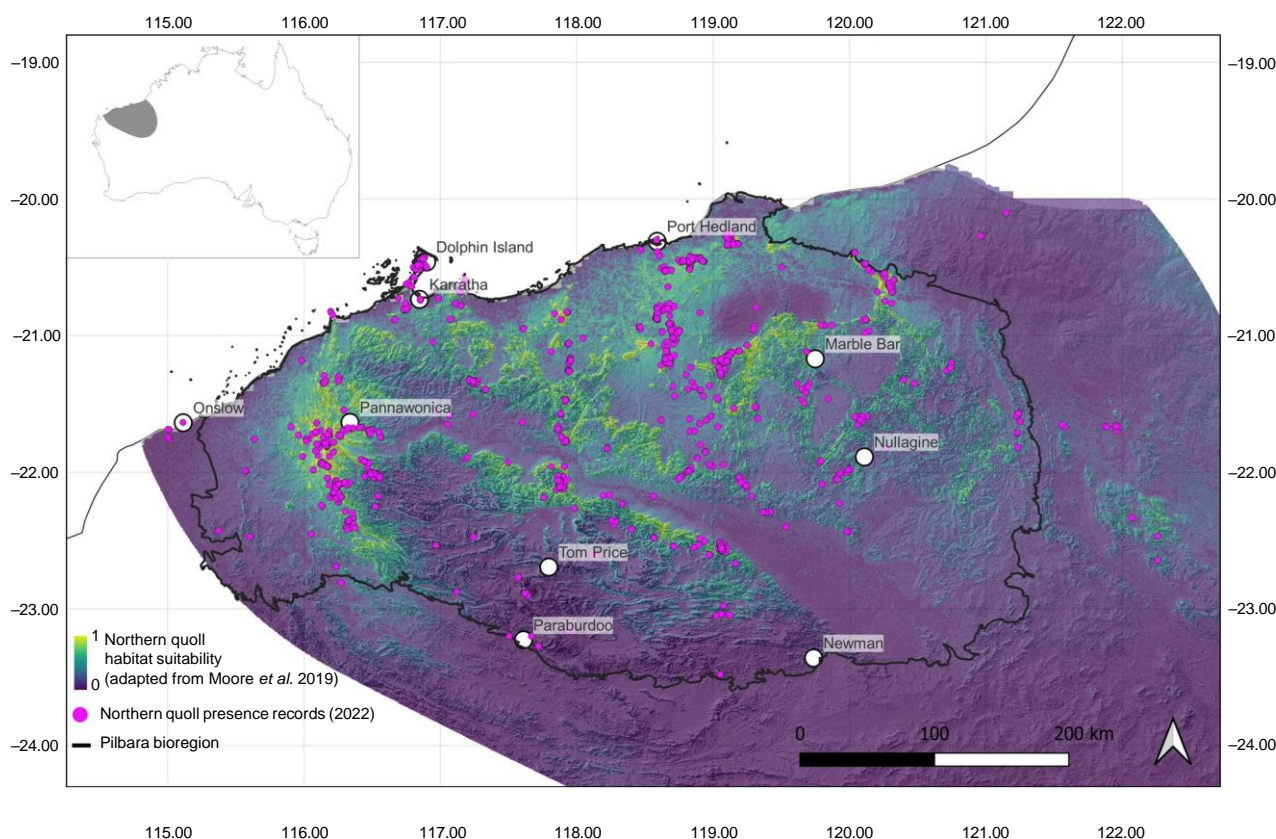 115.00 116.00 117.00 118.00 119.00 120.00 121.00 122.00
–19.00 –19.00
–20.00 –20.00
Port Hedland
Dolphin Island
Karratha
–21.00 –21.00
Marble Bar
Onslow
Pannawonica
Nullagine
–22.00 –22.00
Tom Price
–23.00 –23.00
Paraburdoo
Newman
1 Northern quoll
habitat suitability
0 (adapted from Moore et al. 2019)
Northern quoll presence records (2022)
Pilbara bioregion
0 100 200 km
–24.00 –24.00
115.00 116.00 117.00 118.00 119.00 120.00 121.00 122.00